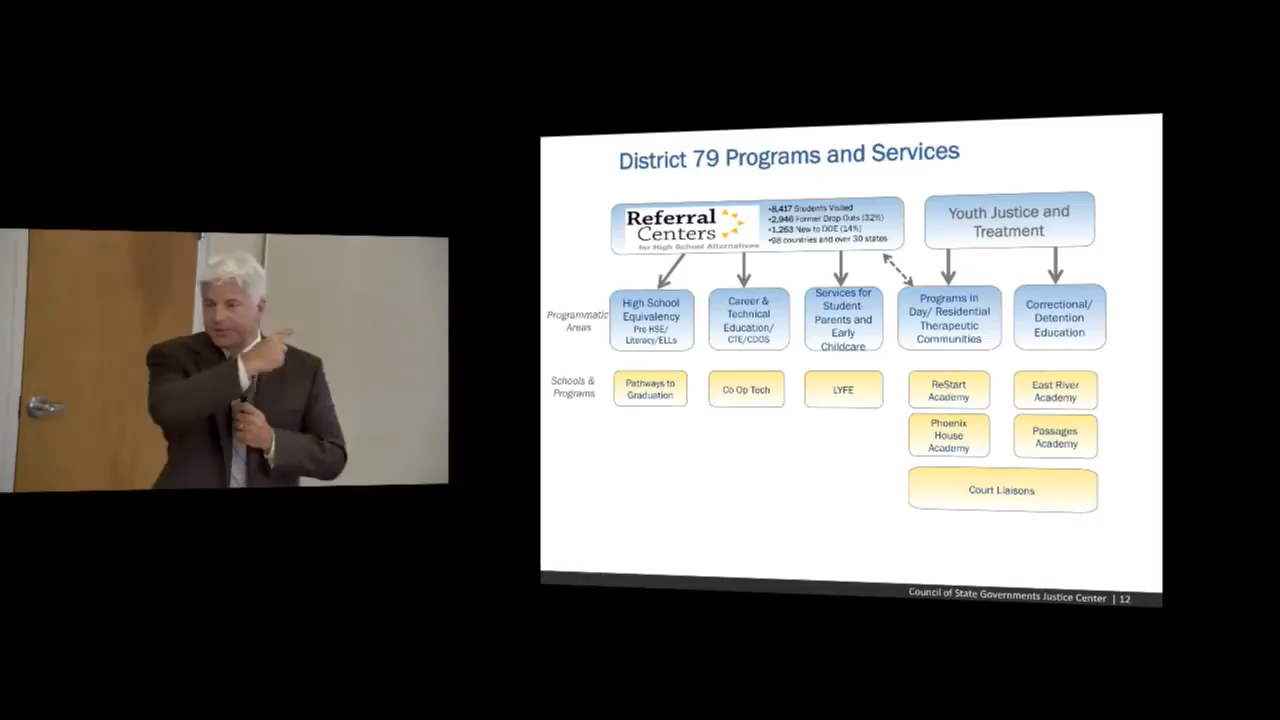 District 79 Programs and Services
Referral
Centers
for High School Alternatives
•8,417 Students Visited
•2,946 Former Drop-Outs (32%)
•1,263 New to DOE (14%)
•98 countries and over 30 states
Youth Justice and
Treatment
Programmatic
Areas
High School
Equivalency
Pre HSE/
Literacy/ELLs
Career &
Technical
Education/
CTE/CDOS
Services for
Student-
Parents and
Early
Childcare
Programs in
Day/ Residential
Therapeutic
Communities
Correctional/
Detention
Education
Schools &
Programs
Pathways to
Graduation
Co Op Tech
LYFE
ReStart
Academy
East River
Academy
Phoenix
House
Academy
Passages
Academy
Court Liaisons
Council of State Governments Justice Center | 12